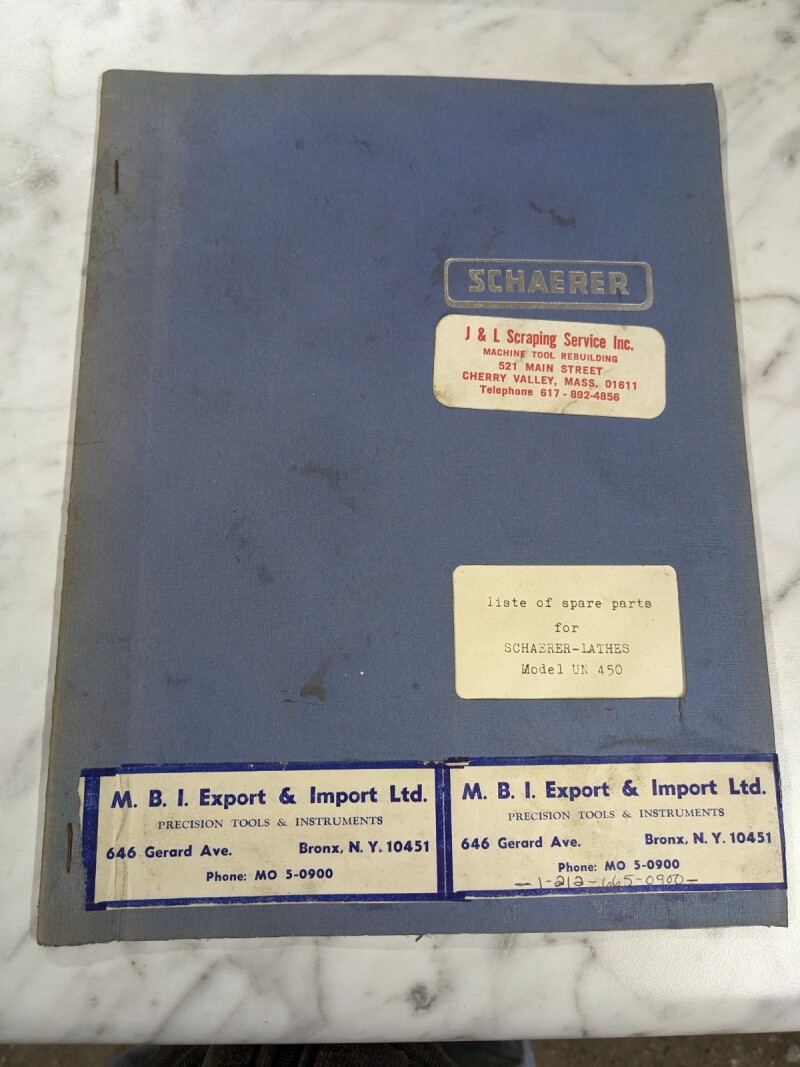 SCHAERER
J & L Scraping Service Inc.
MACHINE TOOL REBUILDING
521 MAIN STREET
CHERRY VALLEY, MASS. 01611
Telephone 617 - 892-4856
liste of spare parts
for
SCHAERER-LATHES
Model UN 450
M. B. I. Export & Import Ltd.
PRECISION TOOLS & INSTRUMENTS
646 Gerard Ave. Bronx, N. Y. 10451
Phone: MO 5-0900
M. B. I. Export & Import Ltd.
PRECISION TOOLS & INSTRUMENTS
646 Gerard Ave. Bronx, N. Y. 10451
Phone: MO 5-0900
-1-212-665-0900-